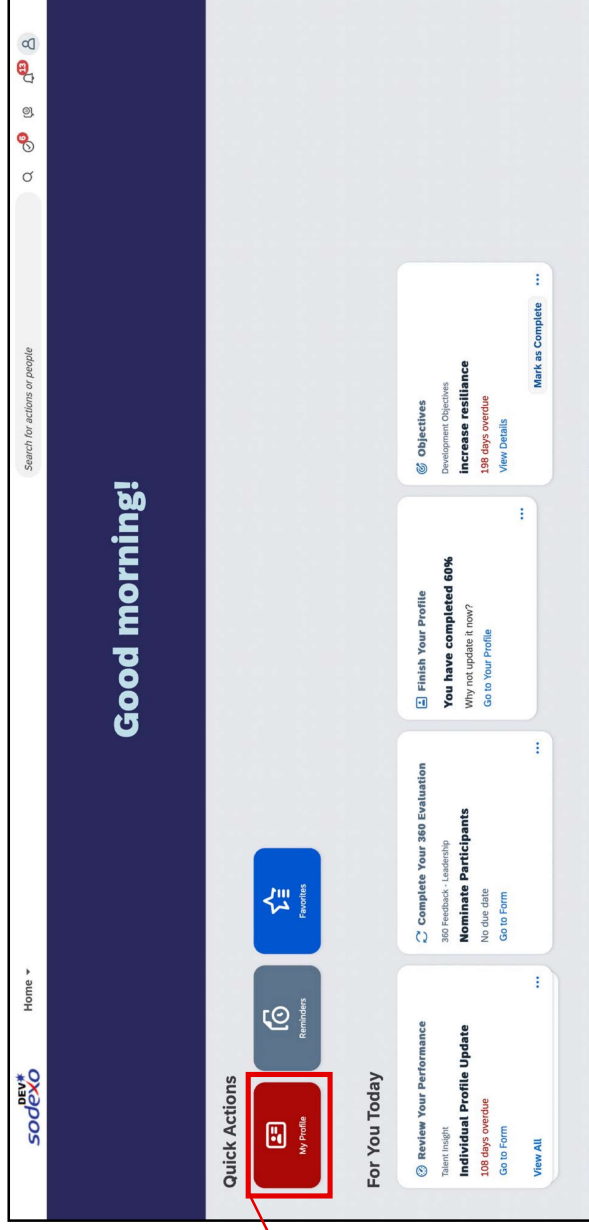 sodexo DEV*
Home
Search for actions or people
6
13
Good morning!
Quick Actions
My Profile
Reminders
Favorites
For You Today
Review Your Performance
Talent Insight
Individual Profile Update
108 days overdue
Go to Form
View All
Complete Your 360 Evaluation
360 Feedback - Leadership
Nominate Participants
No due date
Go to Form
Finish Your Profile
You have completed 60%
Why not update it now?
Go to Your Profile
Objectives
Development Objectives
increase resiliance
198 days overdue
View Details
Mark as Complete